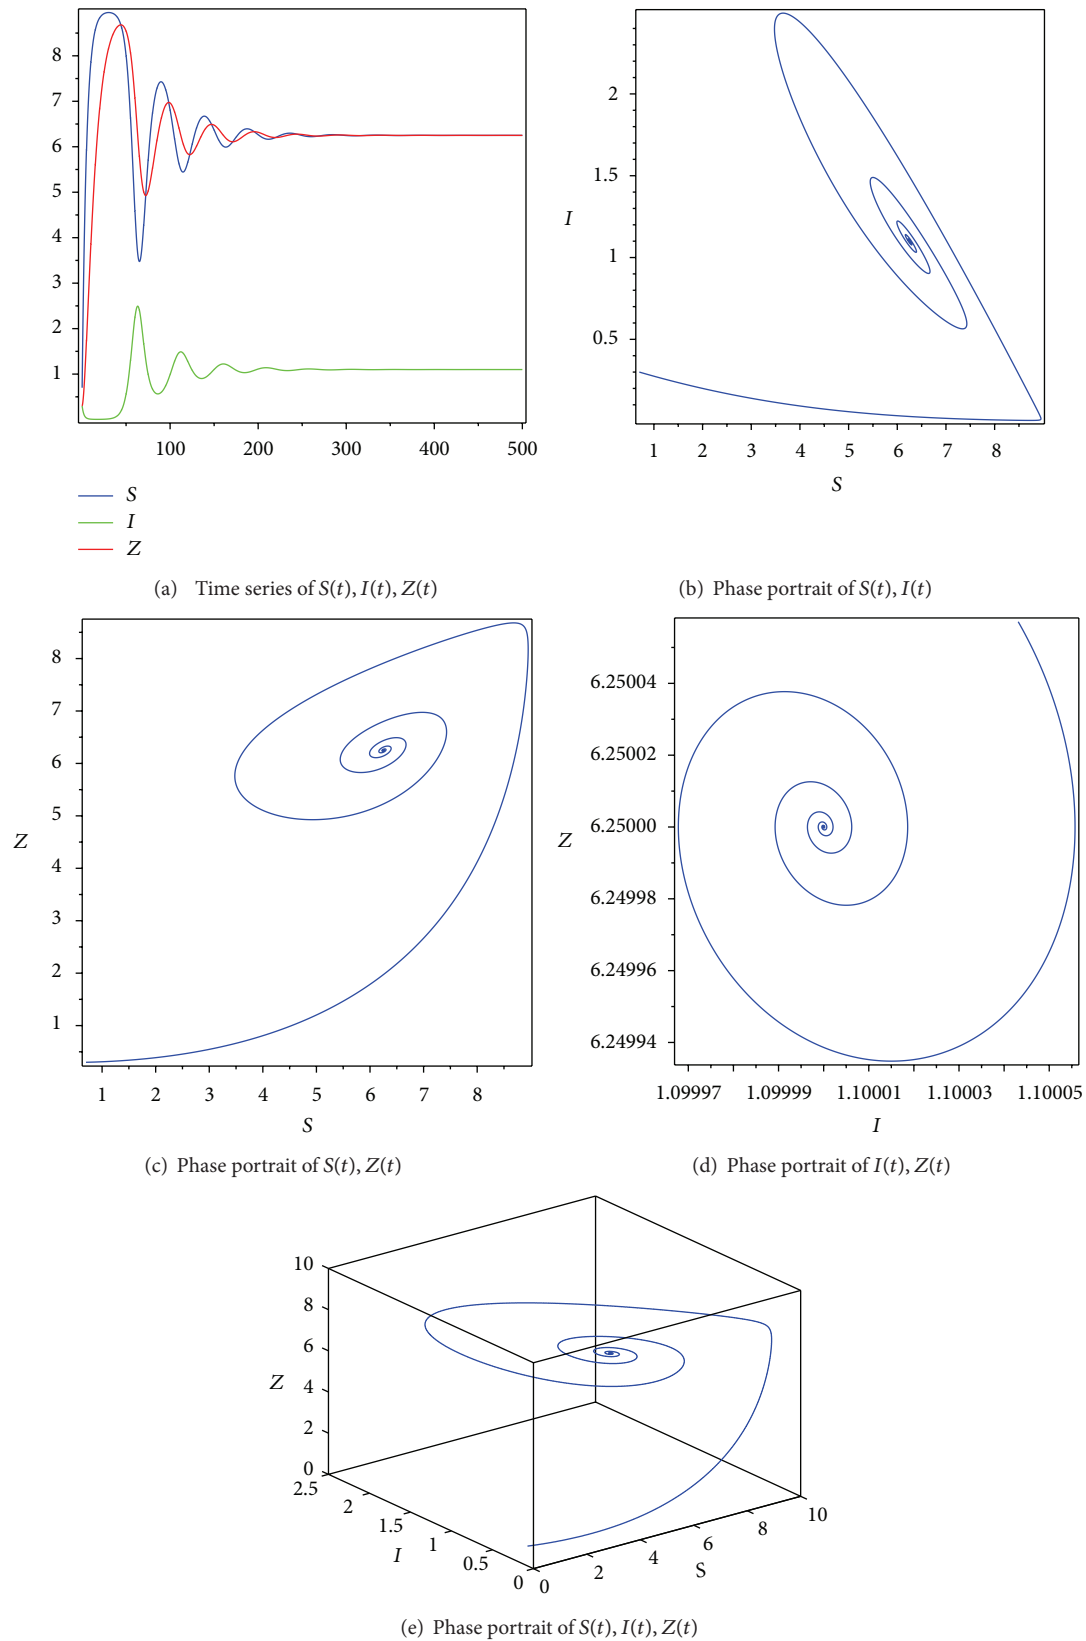 8
7
6
5
4
3
2
1
100 200 300 400 500
S
I
Z
(a) Time series of S(t), I(t), Z(t)
2
1.5
I
1
0.5
1 2 3 4 5 6 7 8
S
(b) Phase portrait of S(t), I(t)
8
7
6
5
Z
4
3
2
1
1 2 3 4 5 6 7 8
S
(c) Phase portrait of S(t), Z(t)
6.25004
6.25002
6.25000
Z
6.24998
6.24996
6.24994
1.09997 1.09999 1.10001 1.10003 1.10005
I
(d) Phase portrait of I(t), Z(t)
10
8
6
Z
4
2
0
2.5
2
1.5
I
1
0.5
0
0
2
4
S
6
8
10
(e) Phase portrait of S(t), I(t), Z(t)